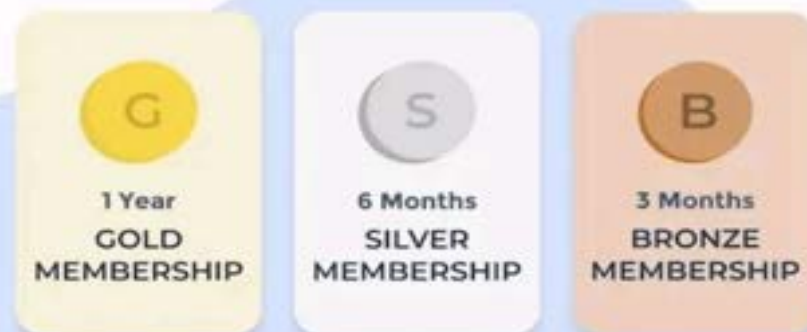 G
1 Year
GOLD
MEMBERSHIP
S
6 Months
SILVER
MEMBERSHIP
B
3 Months
BRONZE
MEMBERSHIP